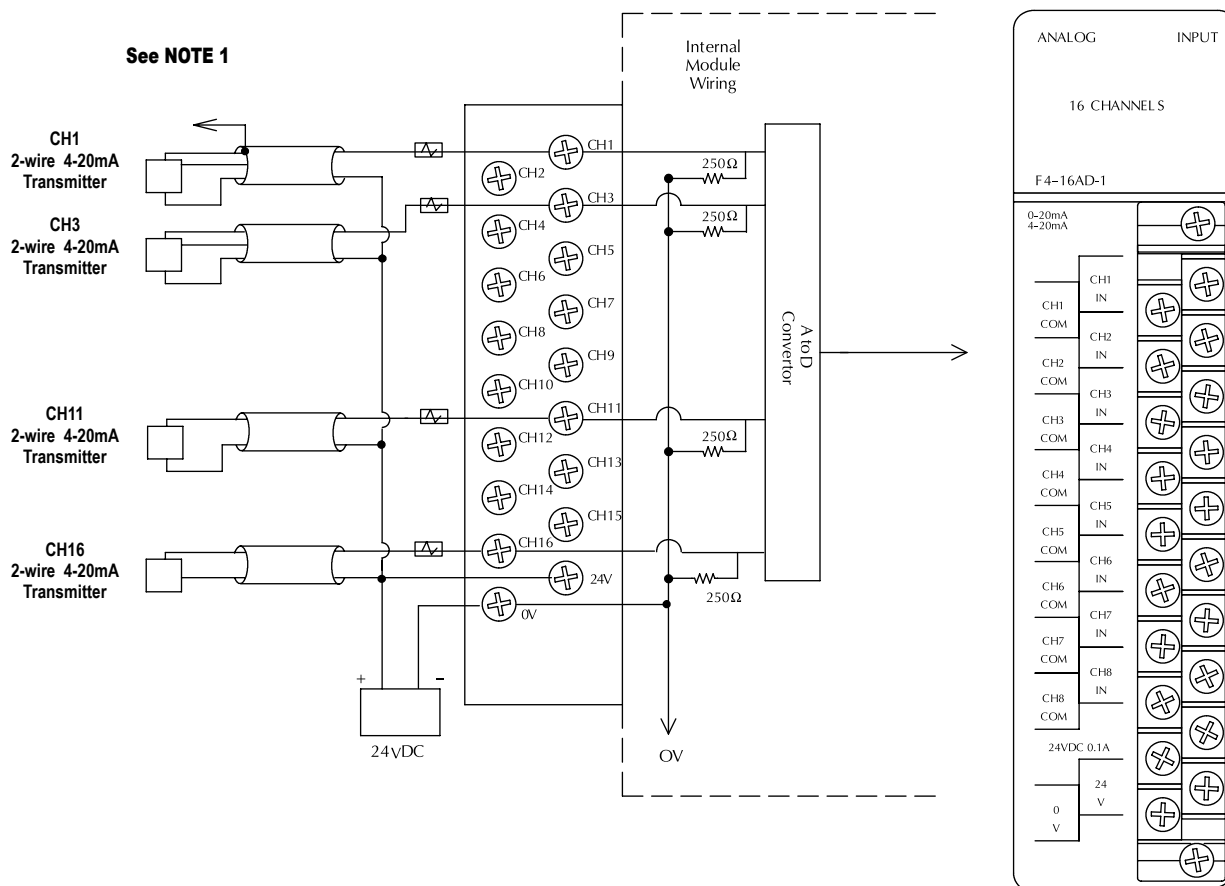 See NOTE 1
CH1
2-wire 4-20mA
Transmitter
CH3
2-wire 4-20mA
Transmitter
CH11
2-wire 4-20mA
Transmitter
CH16
2-wire 4-20mA
Transmitter
+
–
24VDC
CH1
CH2
CH3
CH4
CH5
CH6
CH7
CH8
CH9
CH10
CH11
CH12
CH13
CH14
CH15
CH16
24V
0V
Internal
Module
Wiring
250Ω
250Ω
250Ω
250Ω
OV
A to D
Convertor
ANALOG INPUT
16 CHANNELS
F4-16AD-1
0-20mA
4-20mA
CH1
IN
CH1
COM
CH2
IN
CH2
COM
CH3
IN
CH3
COM
CH4
IN
CH4
COM
CH5
IN
CH5
COM
CH6
IN
CH6
COM
CH7
IN
CH7
COM
CH8
IN
CH8
COM
24VDC 0.1A
24
V
0
V